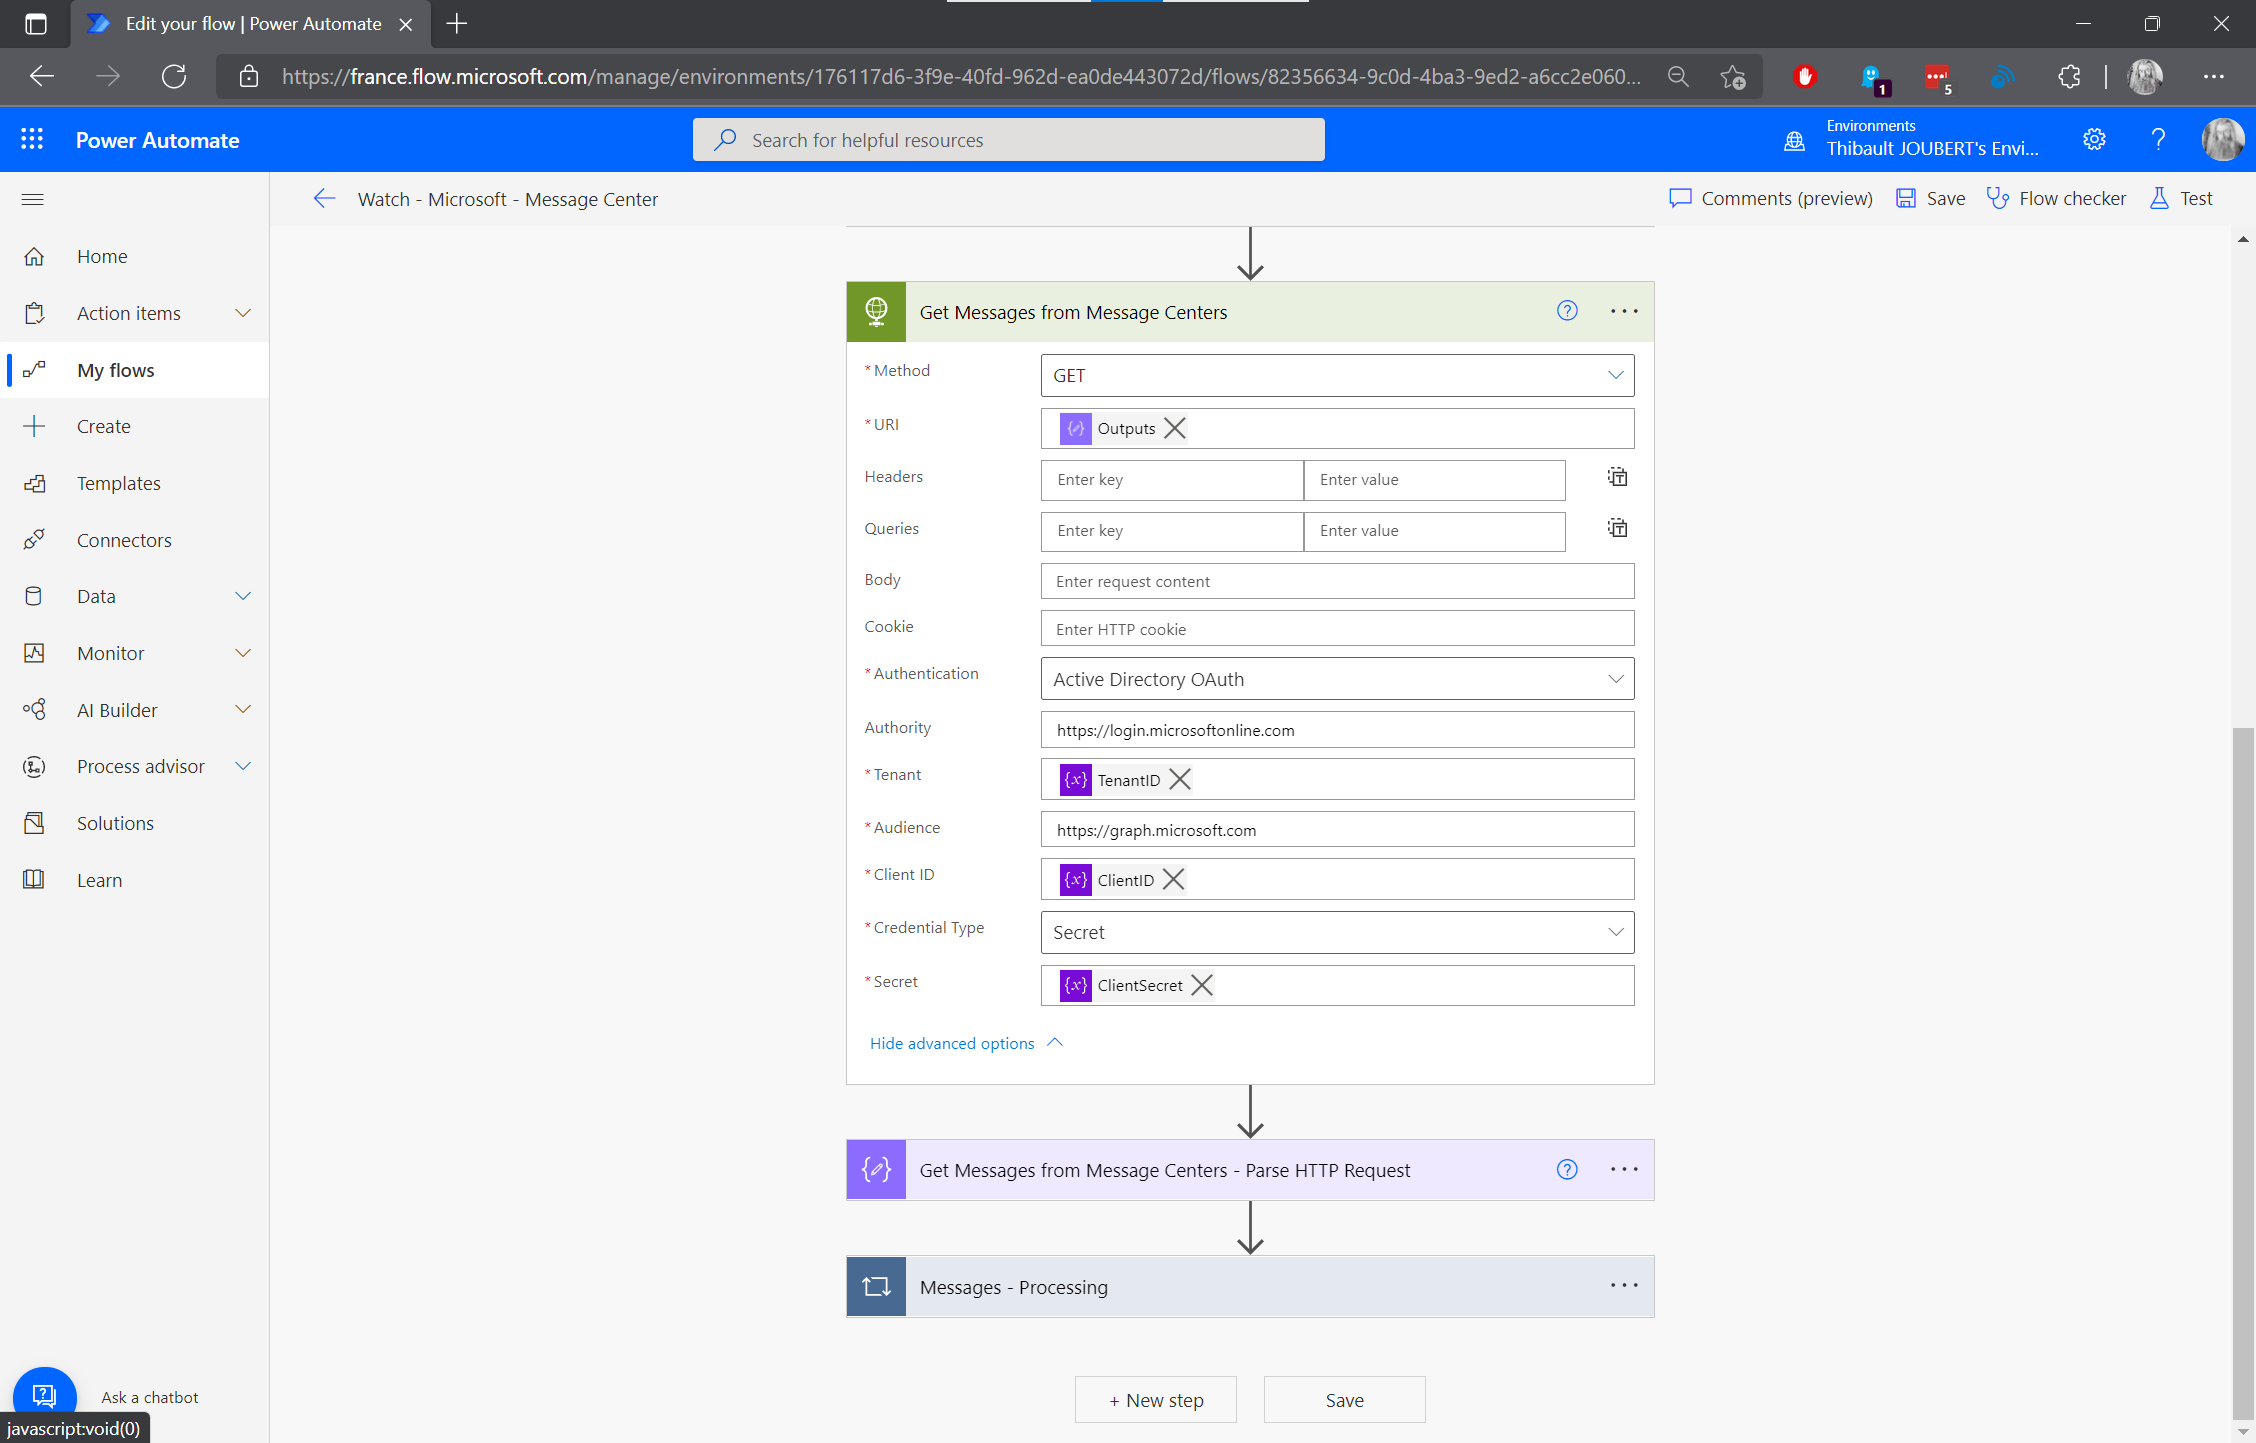 Edit your flow | Power Automate
https://france.flow.microsoft.com/manage/environments/176117d6-3f9e-40fd-962d-ea0de443072d/flows/82356634-9c0d-4ba3-9ed2-a6cc2e060...
1
5
Power Automate
Search for helpful resources
Environments
Thibault JOUBERT's Envi...
Watch - Microsoft - Message Center
Comments (preview)
Save
Flow checker
Test
Home
Action items
My flows
Create
Templates
Connectors
Data
Monitor
AI Builder
Process advisor
Solutions
Learn
Get Messages from Message Centers
* Method
GET
* URI
Outputs
Headers
Enter key
Enter value
Queries
Enter key
Enter value
Body
Enter request content
Cookie
Enter HTTP cookie
* Authentication
Active Directory OAuth
Authority
https://login.microsoftonline.com
* Tenant
{x} TenantID
* Audience
https://graph.microsoft.com
* Client ID
{x} ClientID
* Credential Type
Secret
* Secret
{x} ClientSecret
Hide advanced options
Get Messages from Message Centers - Parse HTTP Request
Messages - Processing
+ New step
Save
Ask a chatbot
javascript:void(0)